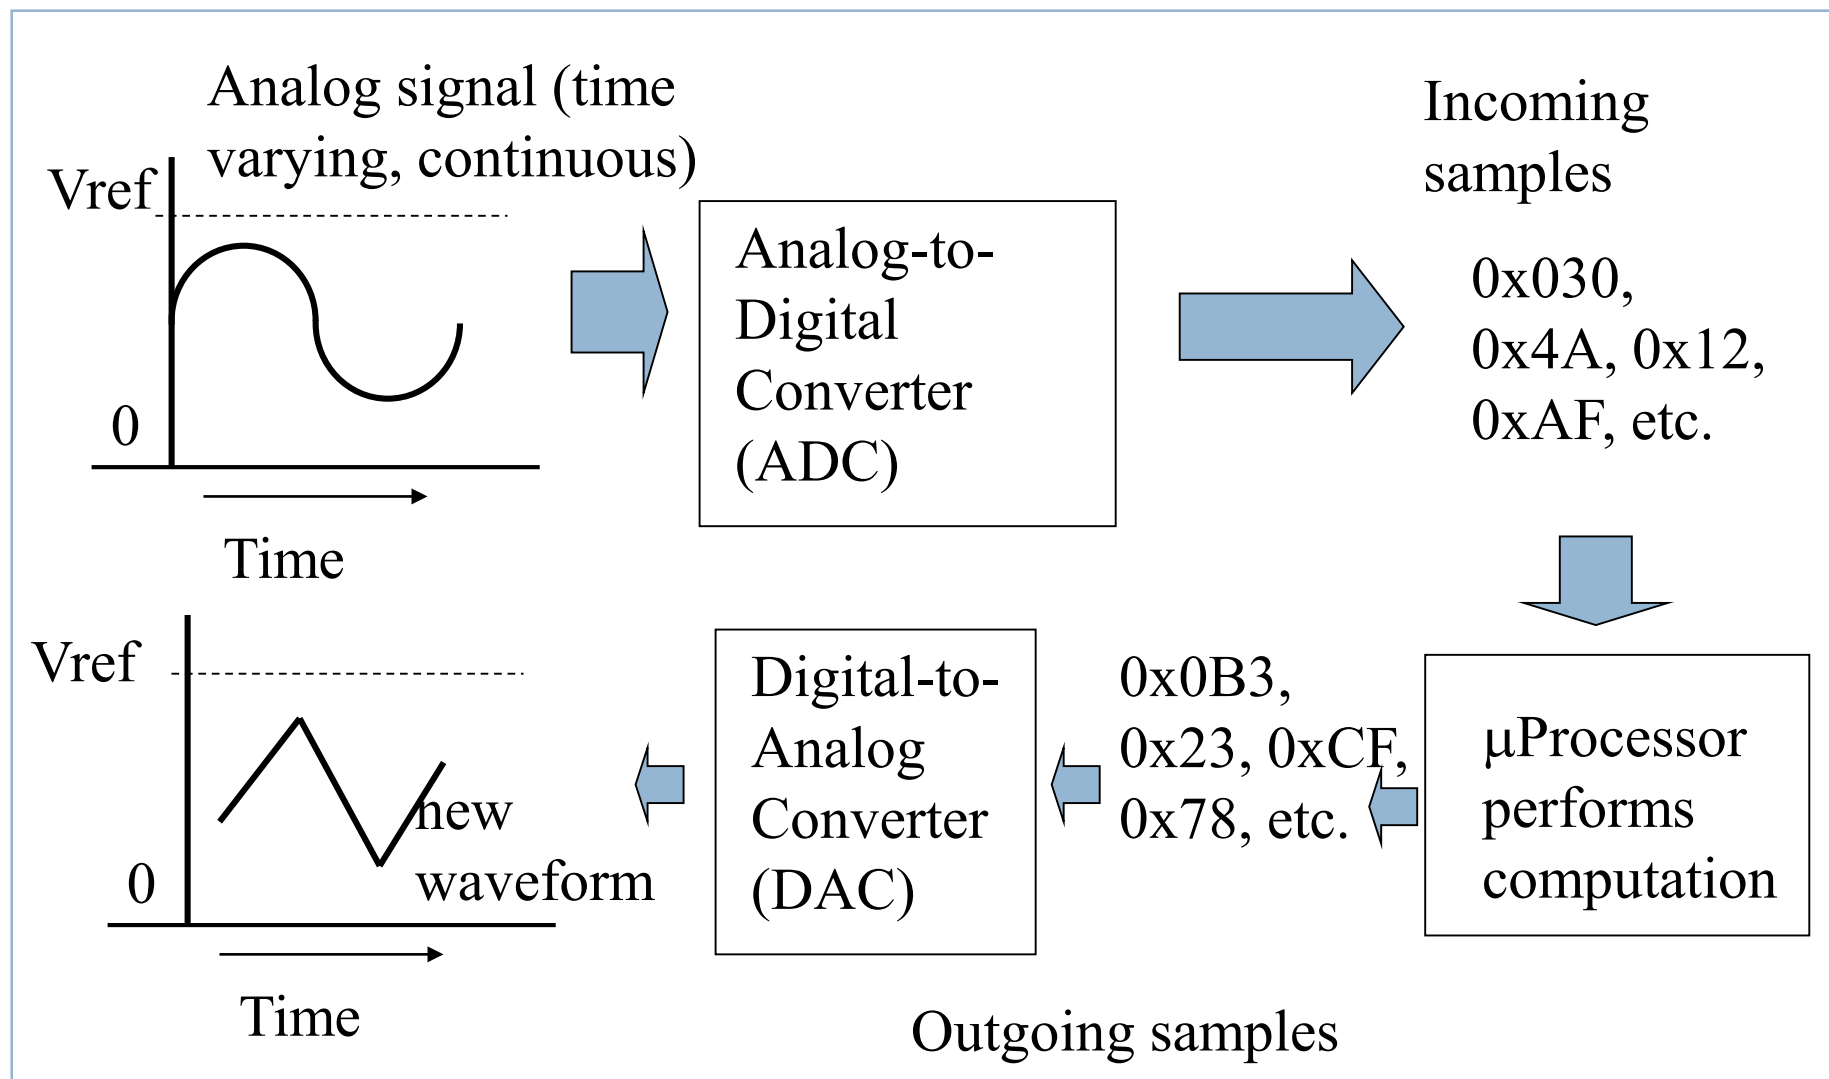 Analog signal (time
varying, continuous)
Vref
0
Time
Analog-to-
Digital
Converter
(ADC)
Incoming
samples
0x030,
0x4A, 0x12,
0xAF, etc.
µProcessor
performs
computation
0x0B3,
0x23, 0xCF,
0x78, etc.
Outgoing samples
Digital-to-
Analog
Converter
(DAC)
Vref
0
new
waveform
Time